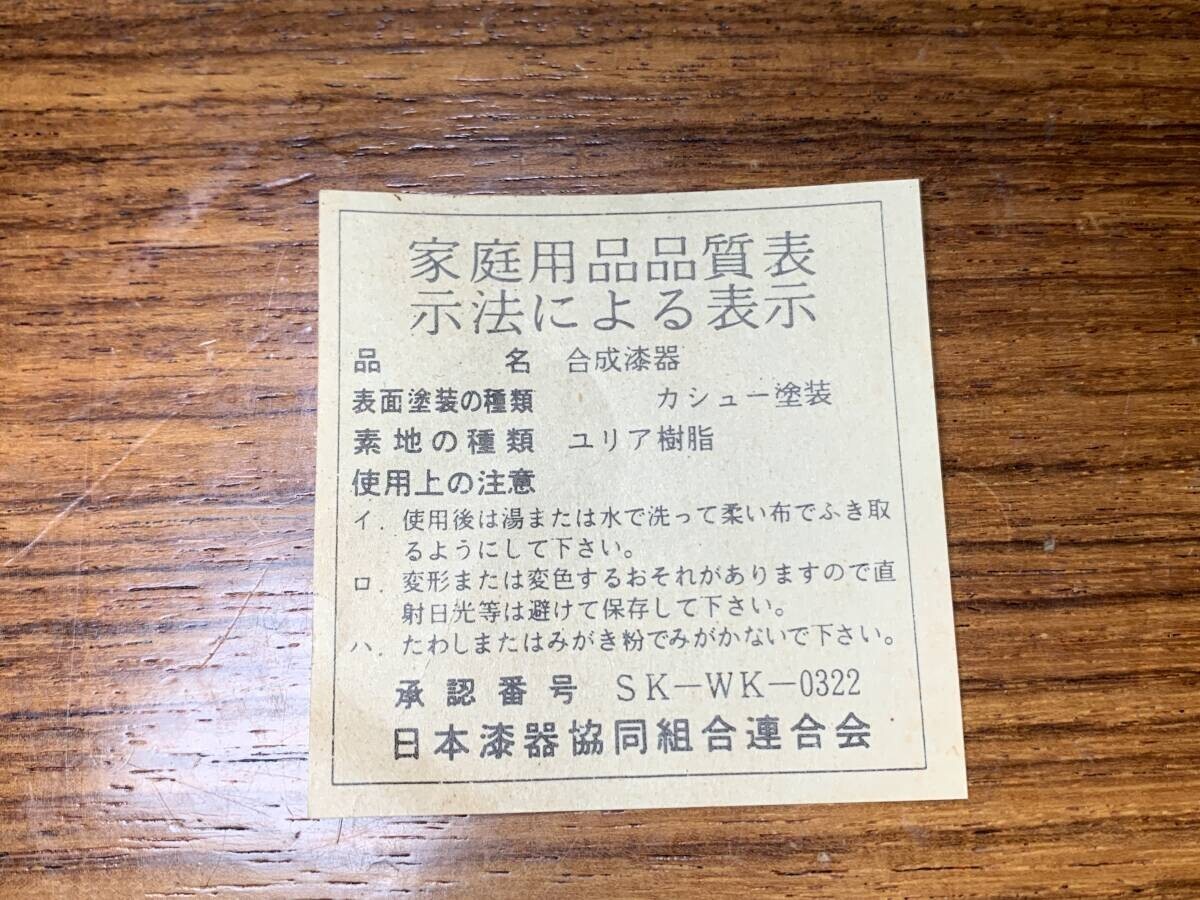 家庭用品品質表
示法による表示
品名 合成漆器
表面塗装の種類 カシュー塗装
素地の種類 ユリア樹脂
使用上の注意
イ. 使用後は湯または水で洗って柔い布でふき取
るようにして下さい。
ロ. 変形または変色するおそれがありますので直
射日光等は避けて保存して下さい。
ハ. たわしまたはみがき粉でみがかないで下さい。
承認番号 SK-WK-0322
日本漆器協同組合連合会